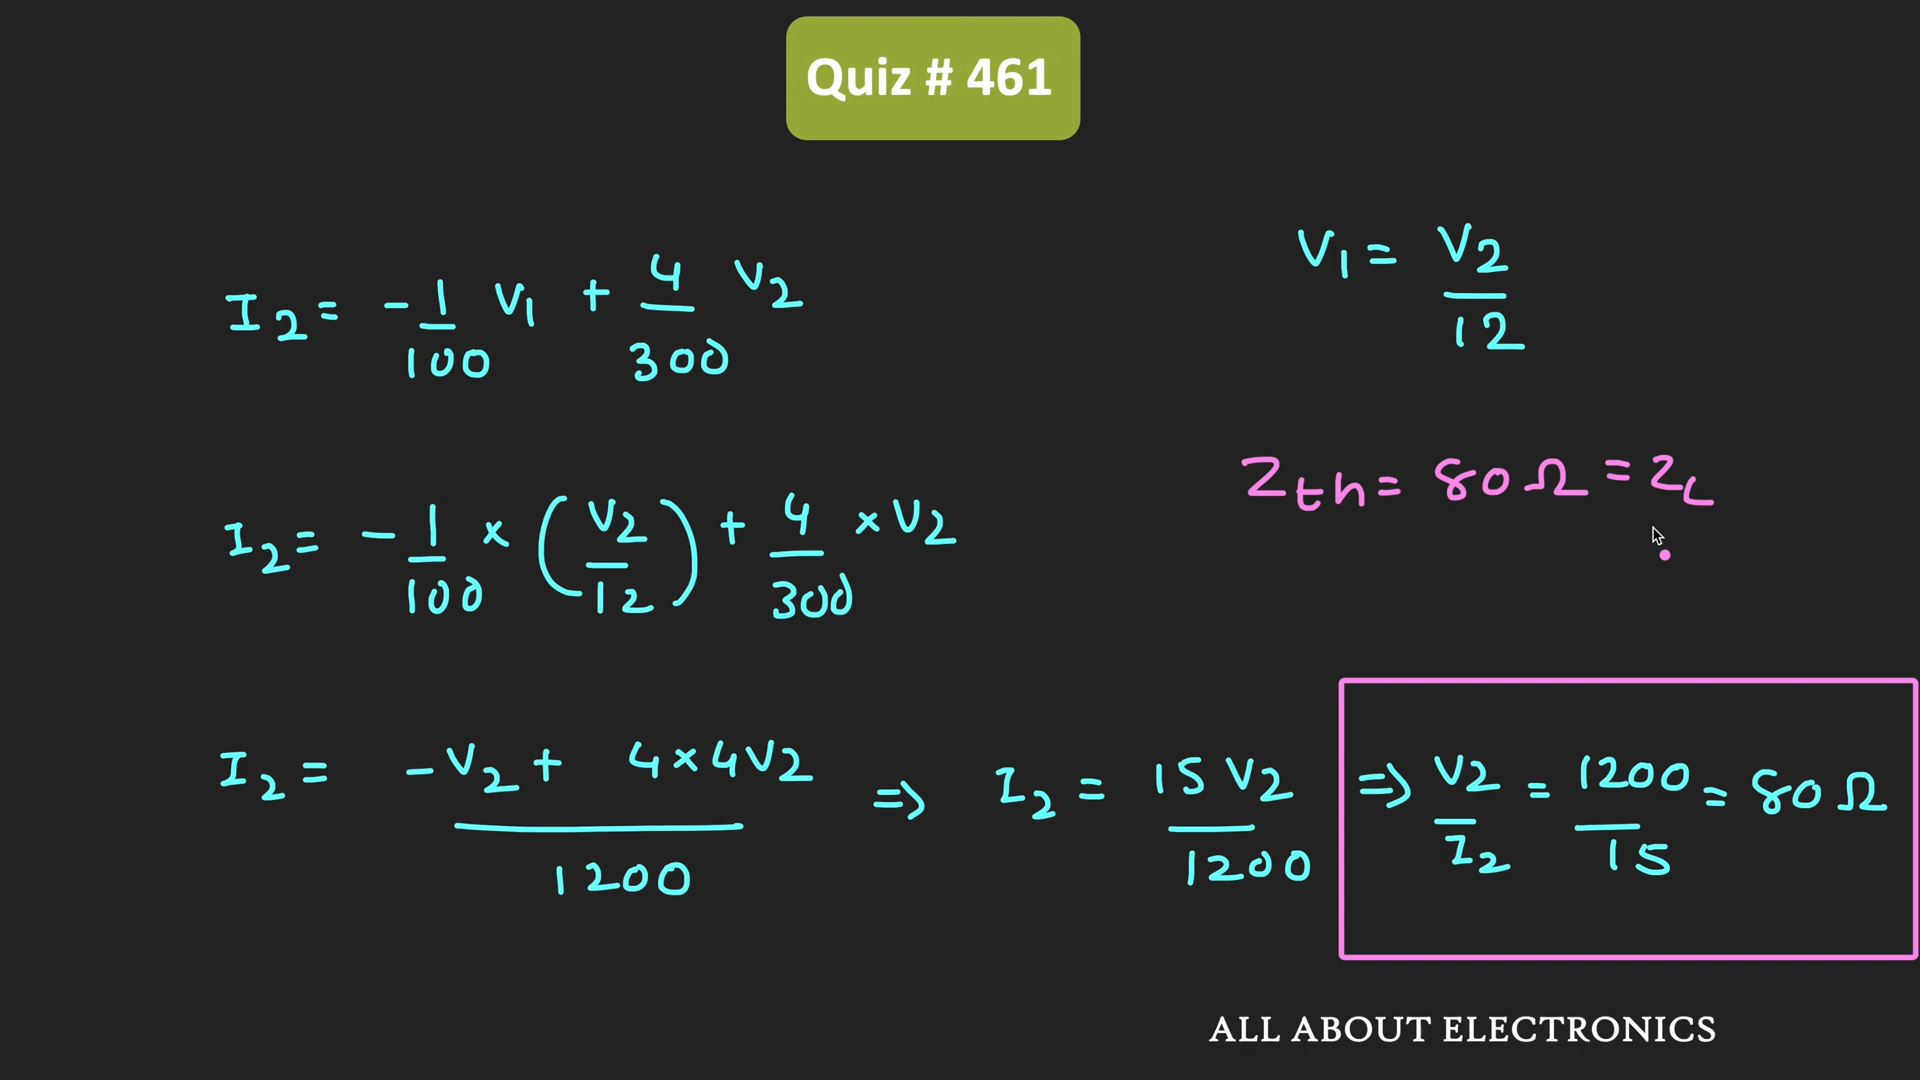 Quiz # 461
I2 = -1/100 V1 + 4/300 V2
V1 = V2/12
Zth = 80 Ω = ZL
I2 = -1/100 × (V2/12) + 4/300 × V2
I2 = -V2 + 4×4V2/1200 ⇒ I2 = 15 V2/1200 ⇒ V2/I2 = 1200/15 = 80 Ω
ALL ABOUT ELECTRONICS